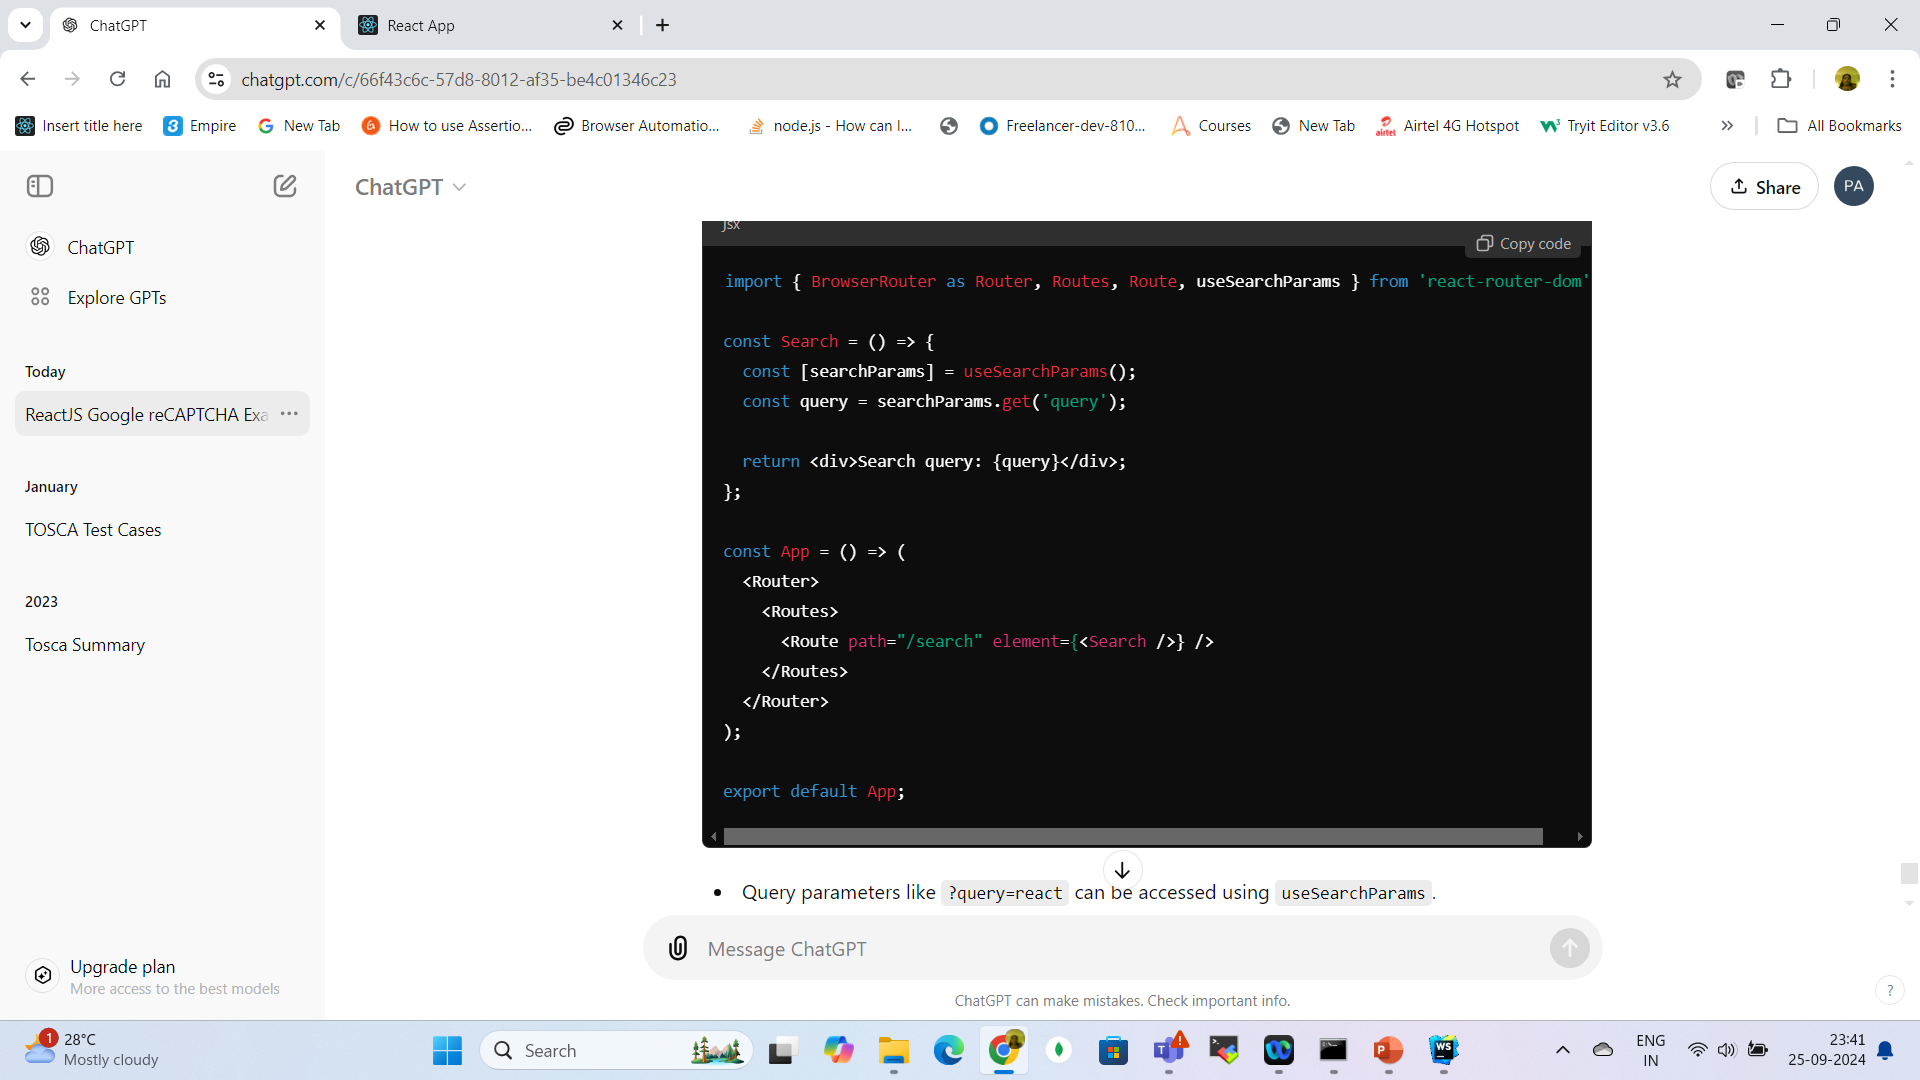 ChatGPT
React App
chatgpt.com/c/66f43c6c-57d8-8012-af35-be4c01346c23
Insert title here
Empire
New Tab
How to use Assertio...
Browser Automatio...
node.js - How can I...
Freelancer-dev-810...
Courses
New Tab
Airtel 4G Hotspot
Tryit Editor v3.6
All Bookmarks
ChatGPT
Share
PA
ChatGPT
Explore GPTs
Today
ReactJS Google reCAPTCHA Exa
January
TOSCA Test Cases
2023
Tosca Summary
Upgrade plan
More access to the best models
jsx
Copy code
import { BrowserRouter as Router, Routes, Route, useSearchParams } from 'react-router-dom'
const Search = () => {
const [searchParams] = useSearchParams();
const query = searchParams.get('query');
return <div>Search query: {query}</div>;
};
const App = () => (
<Router>
<Routes>
<Route path="/search" element={<Search />} />
</Routes>
</Router>
);
export default App;
Query parameters like ?query=react can be accessed using useSearchParams.
Message ChatGPT
ChatGPT can make mistakes. Check important info.
?
1
28°C
Mostly cloudy
Search
ENG
IN
23:41
25-09-2024